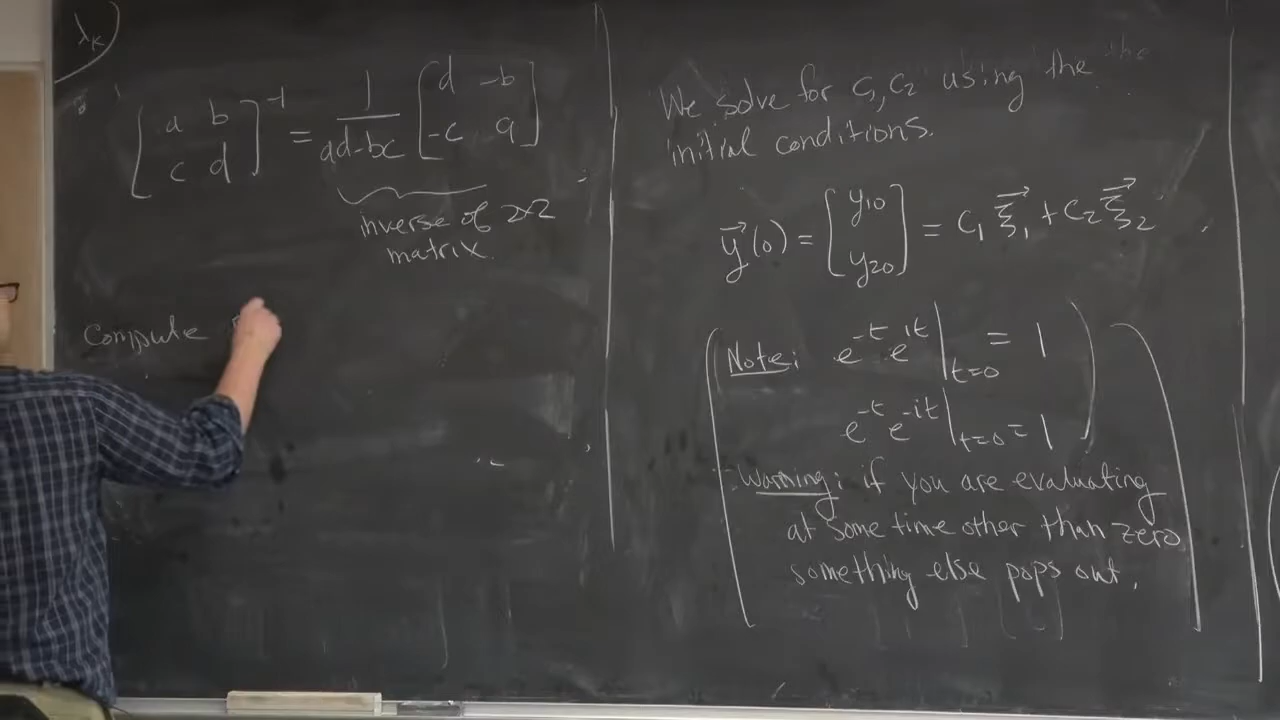 λₖ
[a b; c d]⁻¹ = 1/(ad-bc) [d -b; -c a]
inverse of 2x2
matrix.
Compute
We solve for c₁, c₂ using the
initial conditions.
y⃗(0) = [y₁₀; y₂₀] = c₁ ξ⃗₁ + c₂ ξ⃗₂
Note: e^-t e^it |t=0 = 1
e^-t e^-it |t=0 = 1
Warning: if you are evaluating
at some time other than zero
something else pops out.